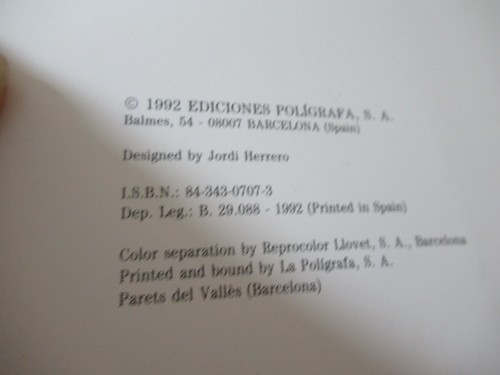 © 1992 EDICIONES POLÍGRAFA, S. A.
Balmes, 54 - 08007 BARCELONA (Spain)
Designed by Jordi Herrero
I.S.B.N.: 84-343-0707-3
Dep. Leg.: B. 29.088 - 1992 (Printed in Spain)
Color separation by Reprocolor Llovet, S. A., Barcelona
Printed and bound by La Polígrafa, S. A.
Parets del Vallès (Barcelona)